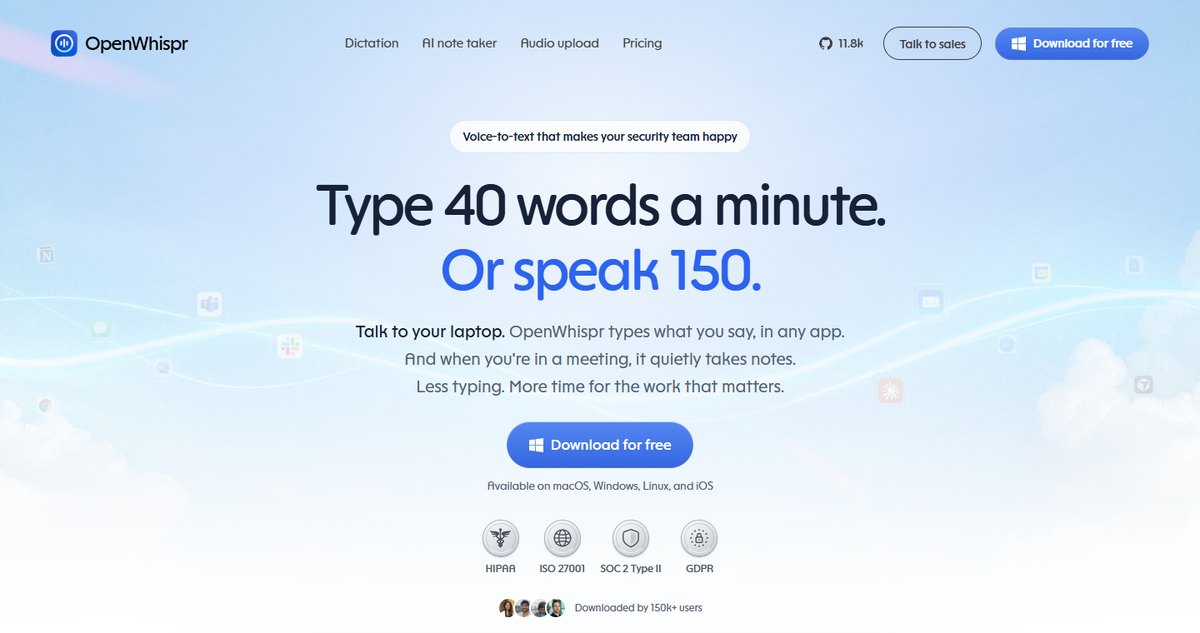 OpenWhispr
Dictation
AI note taker
Audio upload
Pricing
11.8k
Talk to sales
Download for free
Voice-to-text that makes your security team happy
Type 40 words a minute.
Or speak 150.
Talk to your laptop. OpenWhispr types what you say, in any app.
And when you're in a meeting, it quietly takes notes.
Less typing. More time for the work that matters.
Download for free
Available on macOS, Windows, Linux, and iOS
HIPAA
ISO 27001
SOC 2 Type II
GDPR
Downloaded by 150k+ users